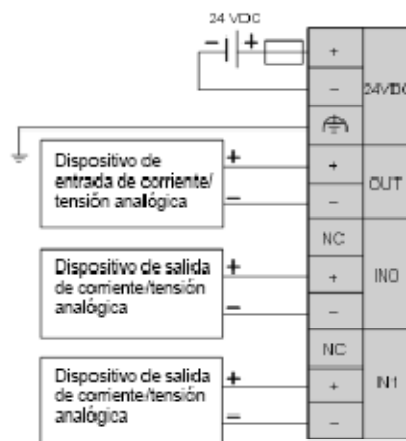 24 VDC
− +
+
−
24VDC
Dispositivo de
entrada de corriente/
tensión analógica
+
−
+
−
OUT
NC
Dispositivo de salida
de corriente/tensión
analógica
+
−
+
−
IN0
NC
Dispositivo de salida
de corriente/tensión
analógica
+
−
+
−
IN1